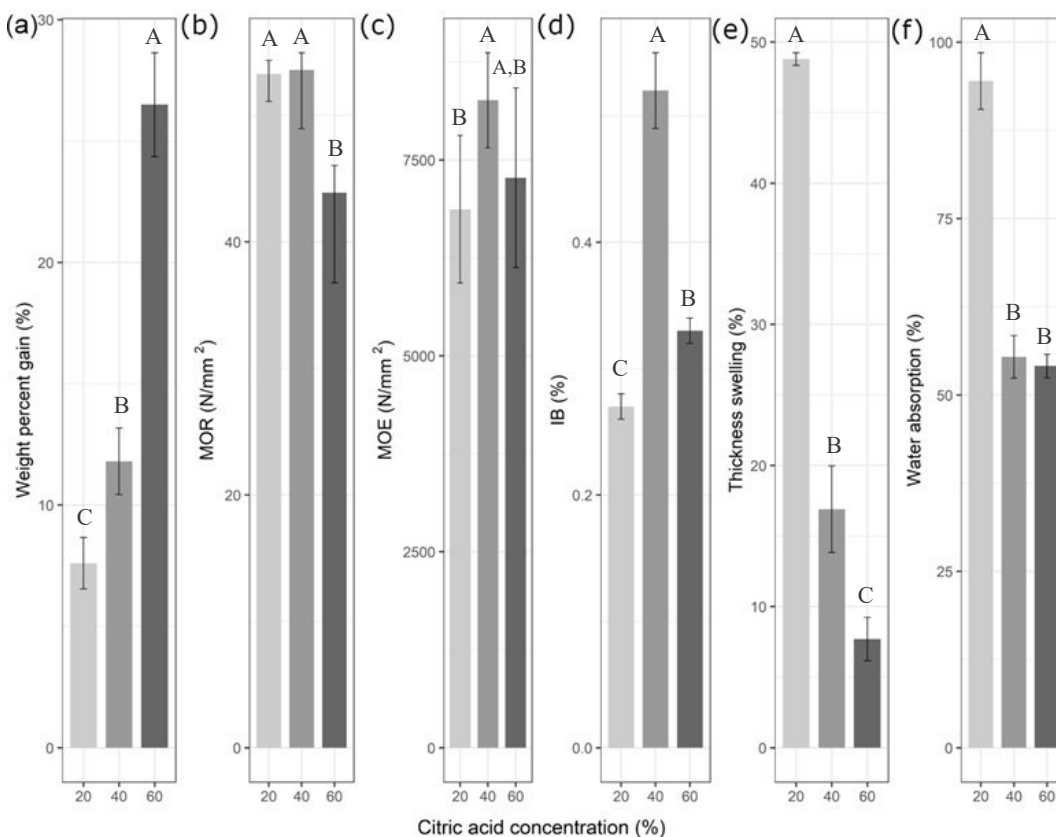 (a)
Weight percent gain (%)
30
20
10
0
C
B
A
20 40 60
(b)
MOR (N/mm 2)
40
20
0
A
A
B
20 40 60
(c)
MOE (N/mm 2)
7500
5000
2500
0
B
A
A,B
20 40 60
(d)
IB (%)
0.4
0.2
0.0
C
A
B
20 40 60
(e)
Thickness swelling (%)
50
40
30
20
10
0
A
B
C
20 40 60
(f)
Water absorption (%)
100
75
50
25
0
A
B
B
20 40 60
Citric acid concentration (%)